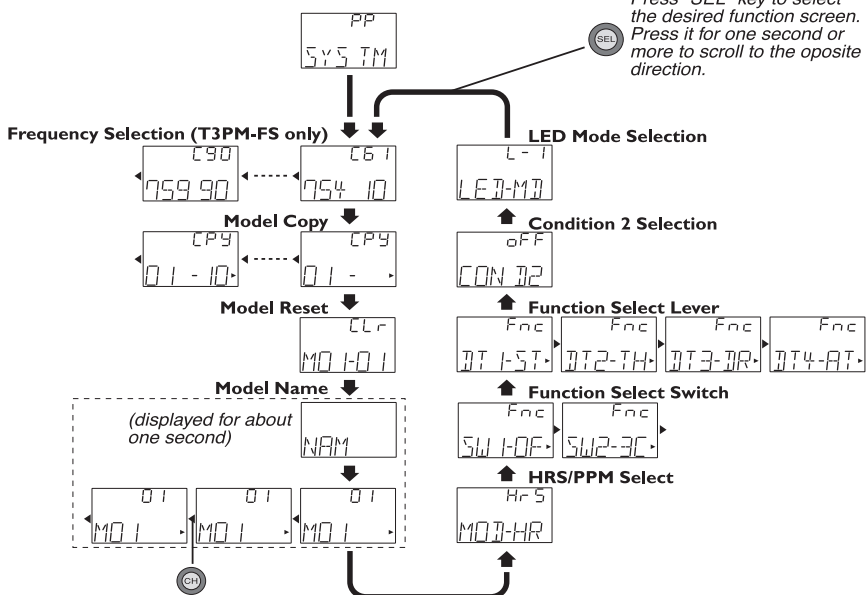 Press "SEL" key to select
the desired function screen.
Press it for one second or
more to scroll to the oposite
direction.
SEL
PP
SYSTM
Frequency Selection (T3PM-FS only)
C90
759 90
C61
754 10
Model Copy
CPY
01 - 10
CPY
01 -
Model Reset
CLr
M01-01
Model Name
(displayed for about
one second)
NAM
01
M01
01
M01
01
M01
CH
LED Mode Selection
L-1
LED-MD
Condition 2 Selection
oFF
CON D2
Function Select Lever
Fnc
DT1-ST
Fnc
DT2-TH
Fnc
DT3-DR
Fnc
DT4-AT
Function Select Switch
Fnc
SW1-OF
Fnc
SW2-3C
HRS/PPM Select
HrS
MOD-HR